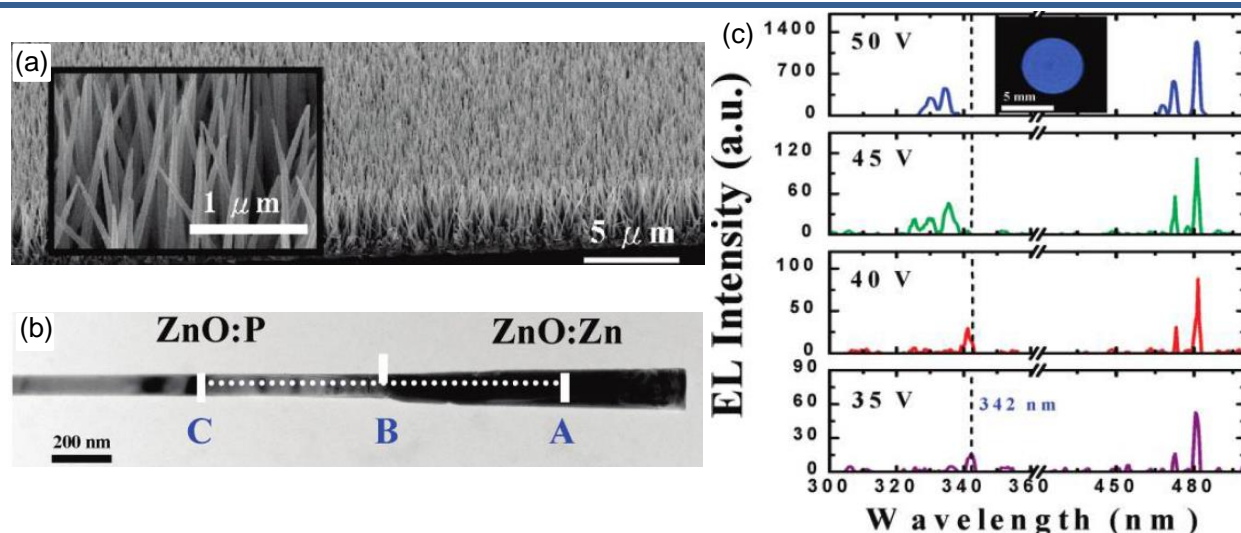 (a)
1 μm
5 μm
(b)
ZnO:P ZnO:Zn
C B A
200 nm
(c)
EL Intensity (a.u.)
50 V
1400
700
0
5 mm
45 V
120
60
0
40 V
100
50
0
35 V
90
60
30
0
342 nm
300 320 340 360 420 450 480
Wavelength (nm)